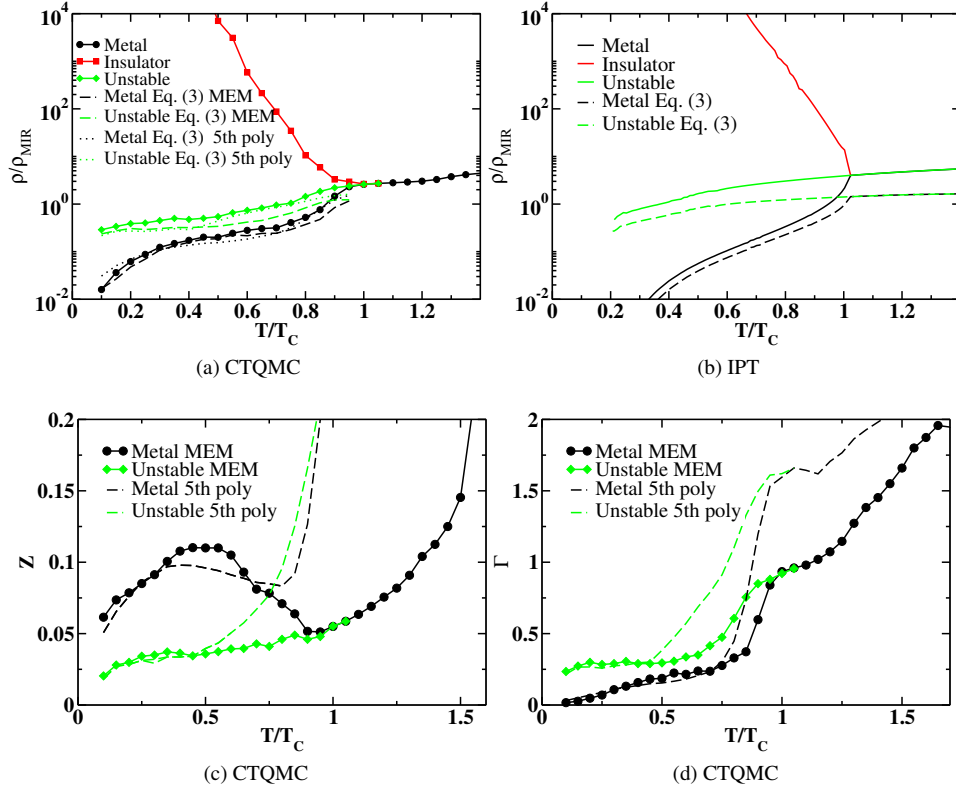 10^4
10^2
10^0
10^-2
ρ/ρ_MIR
Metal
Insulator
Unstable
Metal Eq. (3) MEM
Unstable Eq. (3) MEM
Metal Eq. (3) 5th poly
Unstable Eq. (3) 5th poly
0 0.2 0.4 0.6 0.8 1 1.2
T/T_C
(a) CTQMC
10^4
10^2
10^0
10^-2
ρ/ρ_MIR
Metal
Insulator
Unstable
Metal Eq. (3)
Unstable Eq. (3)
0 0.2 0.4 0.6 0.8 1 1.2
T/T_C
(b) IPT
0.2
0.15
0.1
0.05
0
Z
Metal MEM
Unstable MEM
Metal 5th poly
Unstable 5th poly
0 0.5 1 1.5
T/T_C
(c) CTQMC
2
1.5
1
0.5
0
Γ
Metal MEM
Unstable MEM
Metal 5th poly
Unstable 5th poly
0 0.5 1 1.5
T/T_C
(d) CTQMC